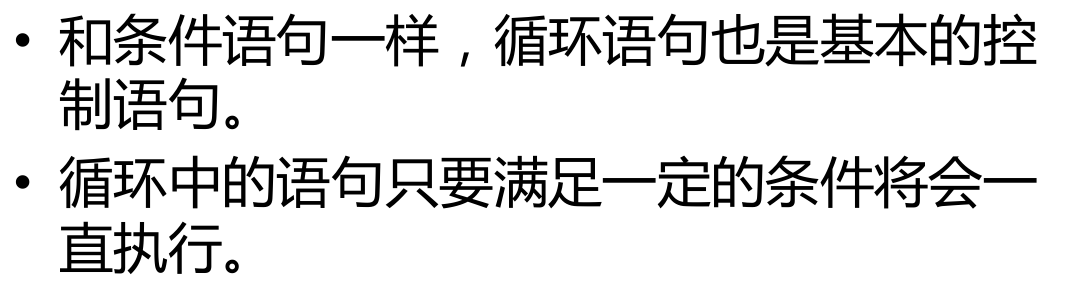 • 和条件语句一样，循环语句也是基本的控
制语句。
• 循环中的语句只要满足一定的条件将会一
直执行。